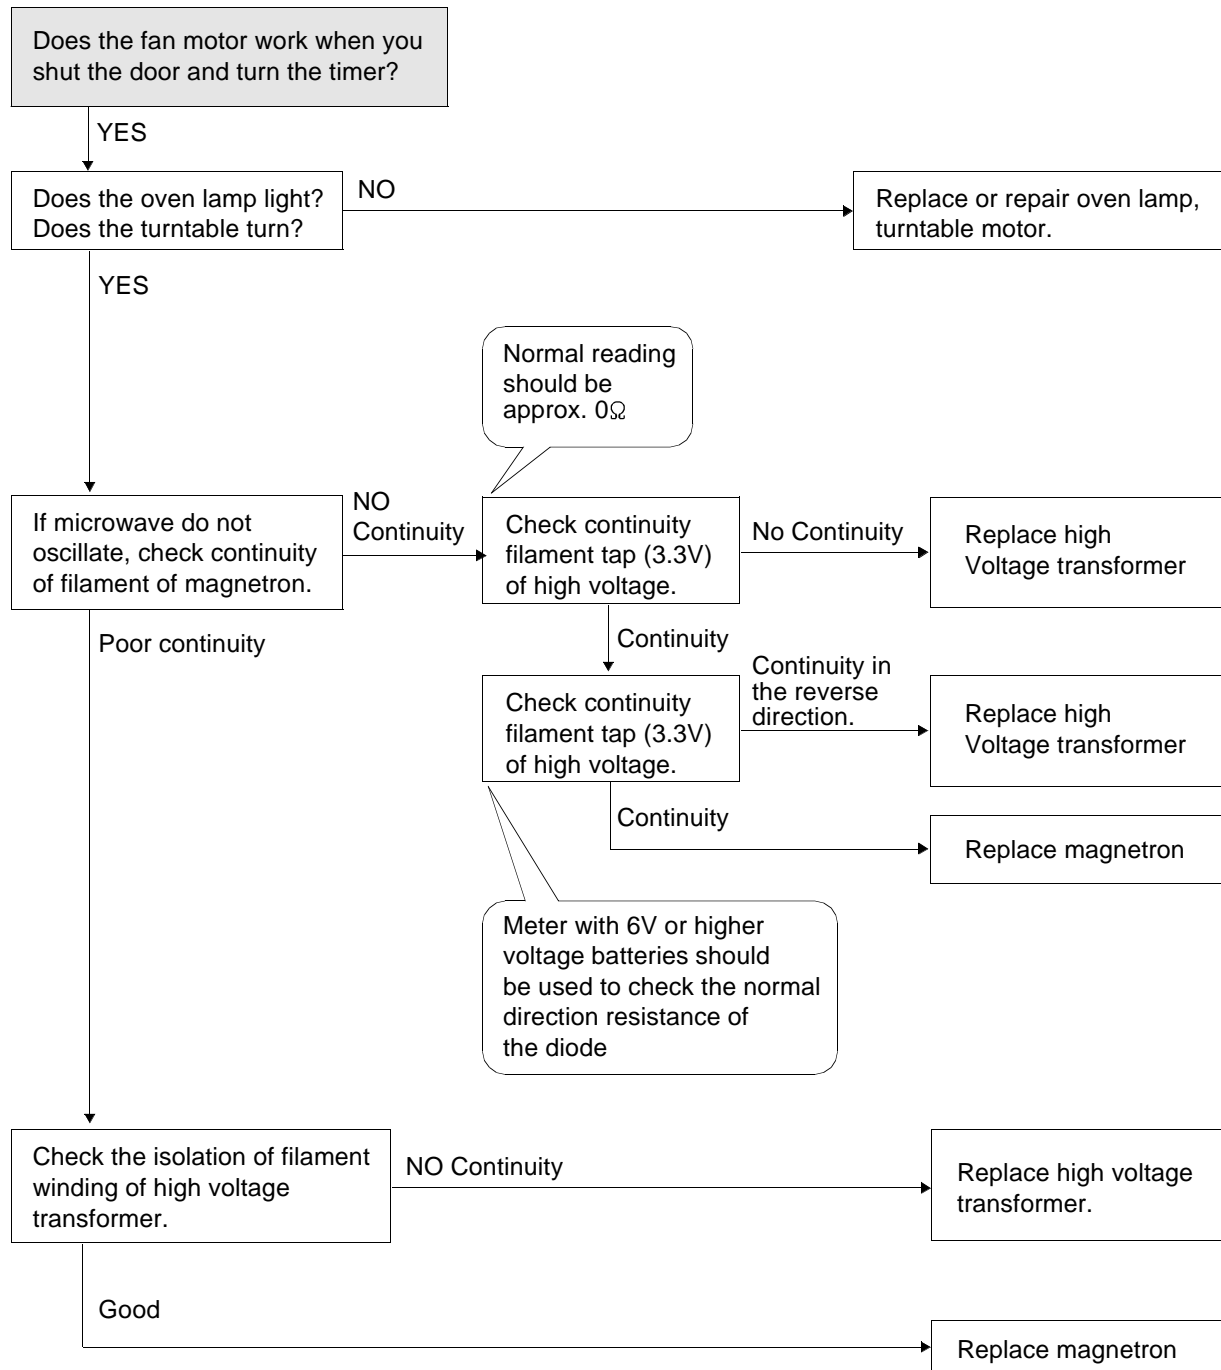 Does the fan motor work when you
shut the door and turn the timer?
YES
Does the oven lamp light?
Does the turntable turn?
NO
Replace or repair oven lamp,
turntable motor.
YES
Normal reading
should be
approx. 0Ω
If microwave do not
oscillate, check continuity
of filament of magnetron.
NO
Continuity
Check continuity
filament tap (3.3V)
of high voltage.
No Continuity
Replace high
Voltage transformer
Poor continuity
Continuity
Check continuity
filament tap (3.3V)
of high voltage.
Continuity in
the reverse
direction.
Replace high
Voltage transformer
Continuity
Replace magnetron
Meter with 6V or higher
voltage batteries should
be used to check the normal
direction resistance of
the diode
Check the isolation of filament
winding of high voltage
transformer.
NO Continuity
Replace high voltage
transformer.
Good
Replace magnetron